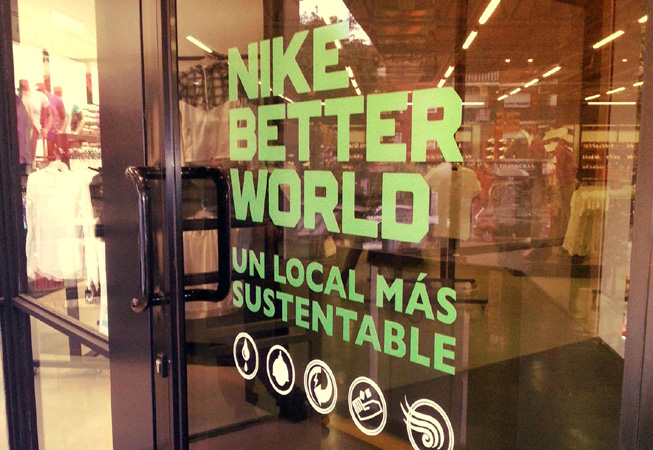 NIKE
BETTER
WORLD
UN LOCAL MÁS
SUSTENTABLE